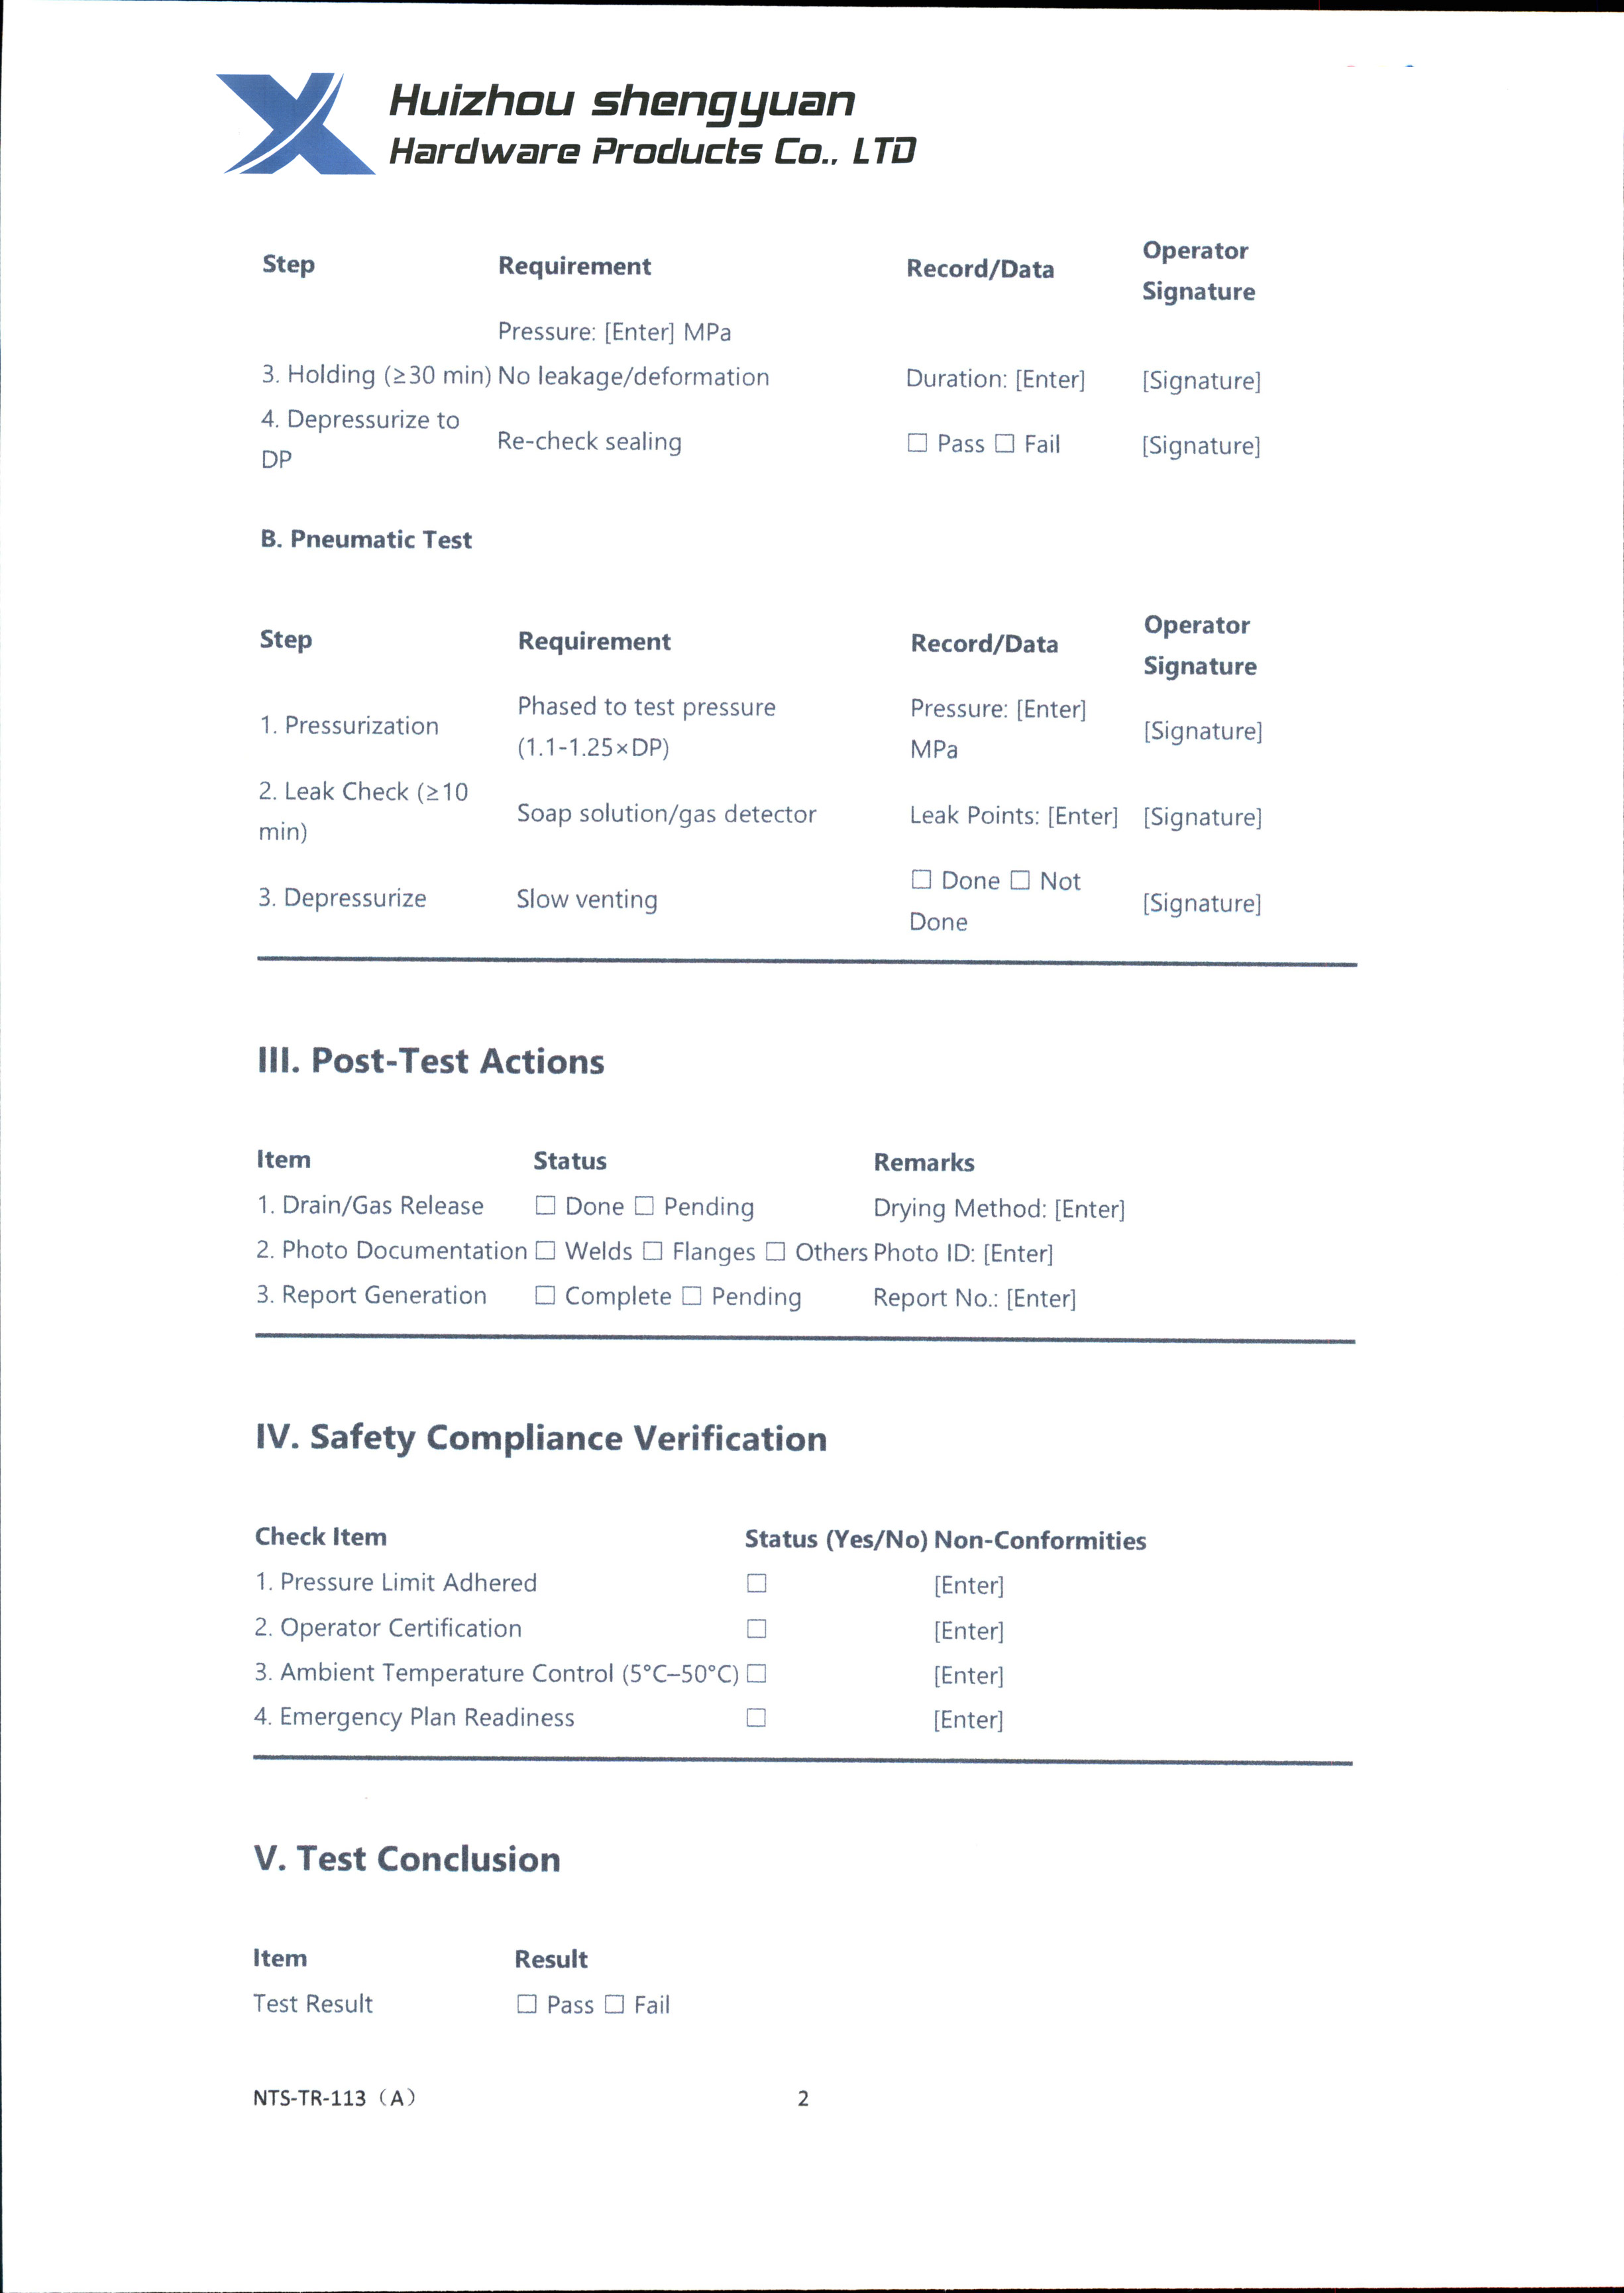 Huizhou shengyuan
Hardware Products Co., LTD
Step Requirement Record/Data Operator Signature
Pressure: [Enter] MPa
3. Holding (≥30 min) No leakage/deformation Duration: [Enter] [Signature]
4. Depressurize to DP Re-check sealing ☐ Pass ☐ Fail [Signature]
B. Pneumatic Test
Step Requirement Record/Data Operator Signature
1. Pressurization Phased to test pressure (1.1-1.25×DP) Pressure: [Enter] MPa [Signature]
2. Leak Check (≥10 min) Soap solution/gas detector Leak Points: [Enter] [Signature]
3. Depressurize Slow venting ☐ Done ☐ Not Done [Signature]
III. Post-Test Actions
Item Status Remarks
1. Drain/Gas Release ☐ Done ☐ Pending Drying Method: [Enter]
2. Photo Documentation ☐ Welds ☐ Flanges ☐ Others Photo ID: [Enter]
3. Report Generation ☐ Complete ☐ Pending Report No.: [Enter]
IV. Safety Compliance Verification
Check Item Status (Yes/No) Non-Conformities
1. Pressure Limit Adhered ☐ [Enter]
2. Operator Certification ☐ [Enter]
3. Ambient Temperature Control (5°C–50°C) ☐ [Enter]
4. Emergency Plan Readiness ☐ [Enter]
V. Test Conclusion
Item Result
Test Result ☐ Pass ☐ Fail
NTS-TR-113（A） 2